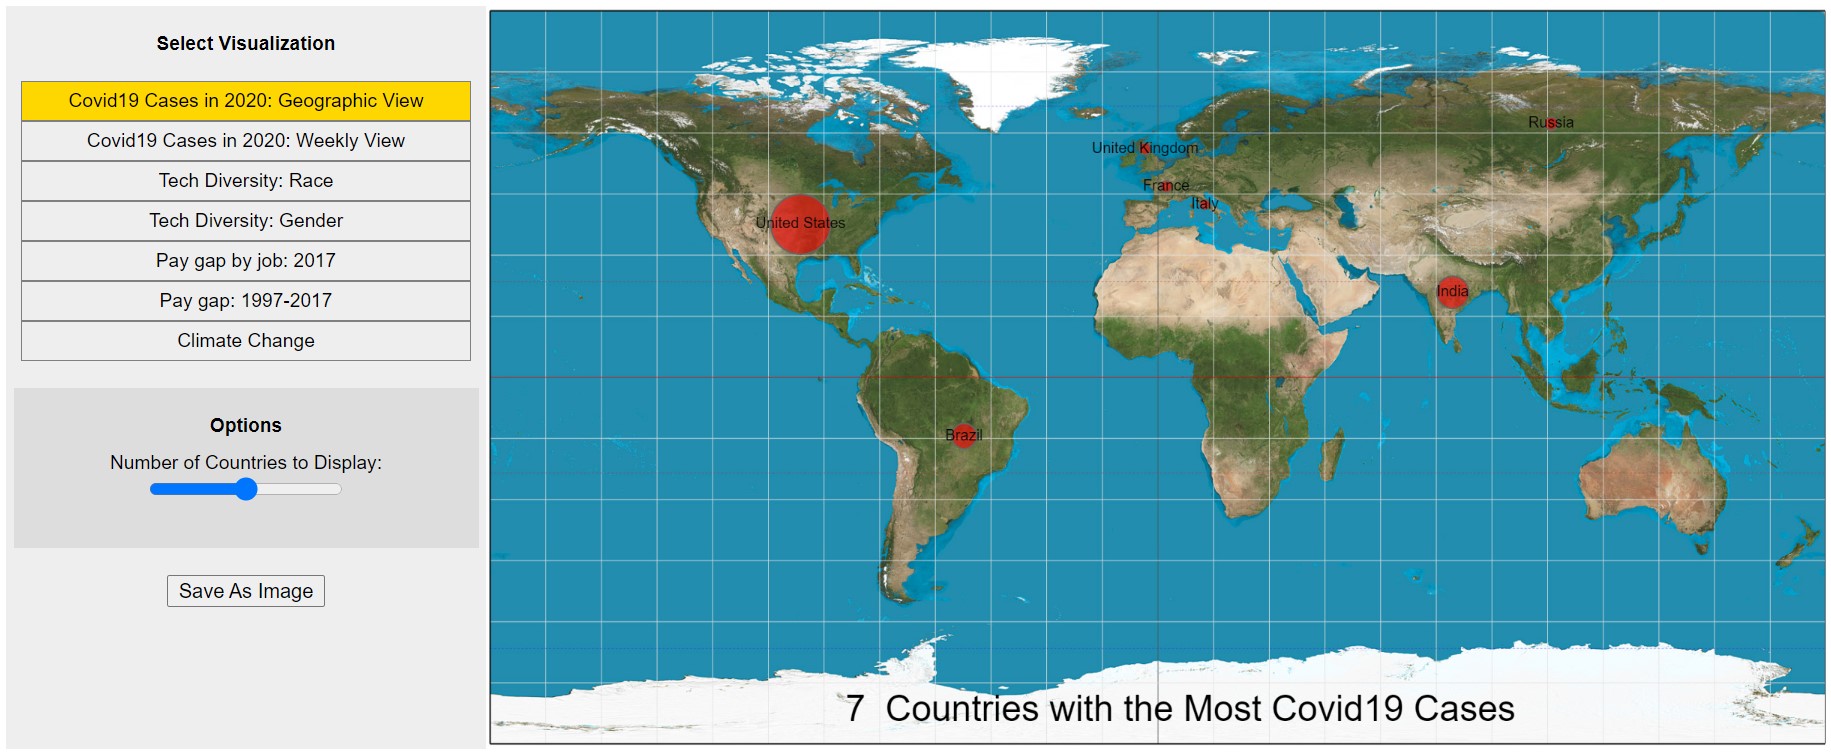 Select Visualization
Covid19 Cases in 2020: Geographic View
Covid19 Cases in 2020: Weekly View
Tech Diversity: Race
Tech Diversity: Gender
Pay gap by job: 2017
Pay gap: 1997-2017
Climate Change
Options
Number of Countries to Display:
Save As Image
Russia
United Kingdom
France
Italy
United States
India
Brazil
7 Countries with the Most Covid19 Cases